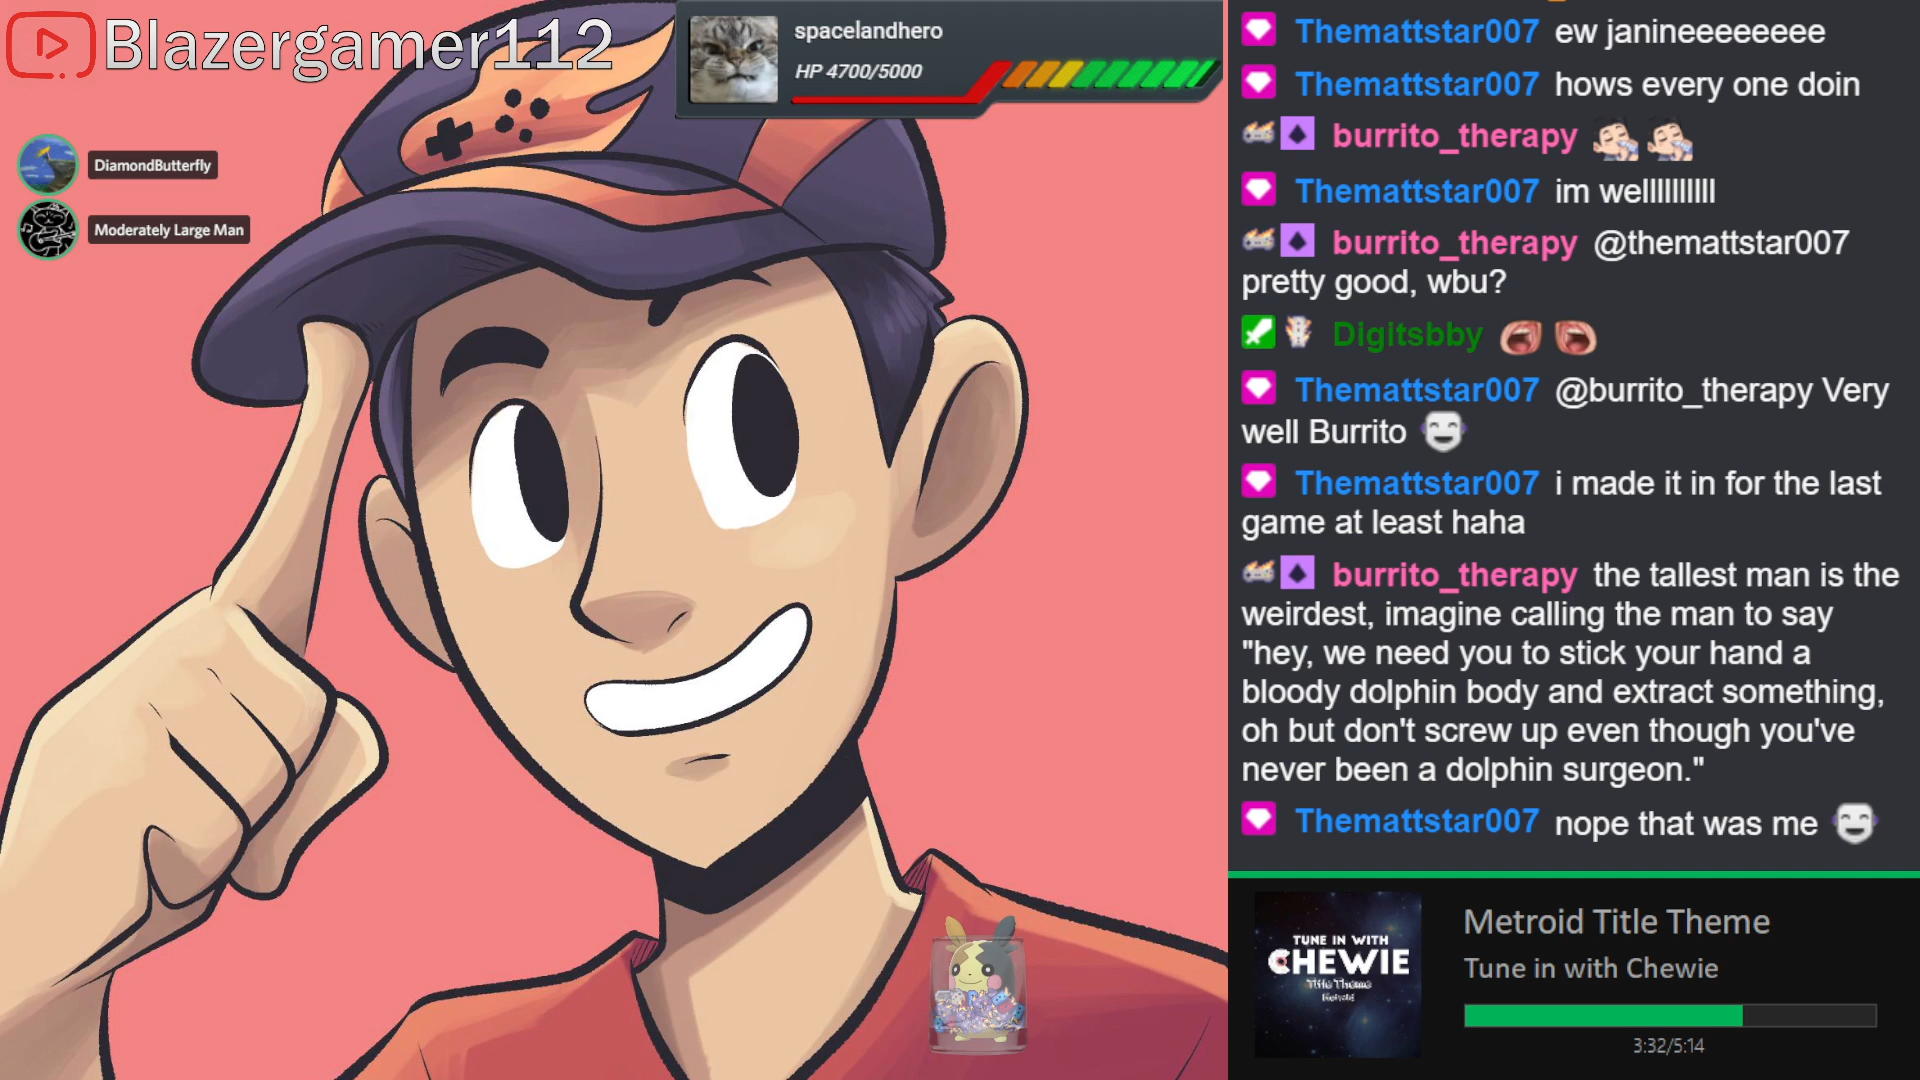 Blazergamer112
spacelandhero
HP 4700/5000
DiamondButterfly
Moderately Large Man
Themattstar007 ew janineeeeeeee
Themattstar007 hows every one doin
burrito_therapy
Themattstar007 im wellllllllll
burrito_therapy @themattstar007
pretty good, wbu?
Digitsbby
Themattstar007 @burrito_therapy Very
well Burrito
Themattstar007 i made it in for the last
game at least haha
burrito_therapy the tallest man is the
weirdest, imagine calling the man to say
"hey, we need you to stick your hand a
bloody dolphin body and extract something,
oh but don't screw up even though you've
never been a dolphin surgeon."
Themattstar007 nope that was me
TUNE IN WITH
CHEWIE
Title Theme
Metroid
Metroid Title Theme
Tune in with Chewie
3:32/5:14